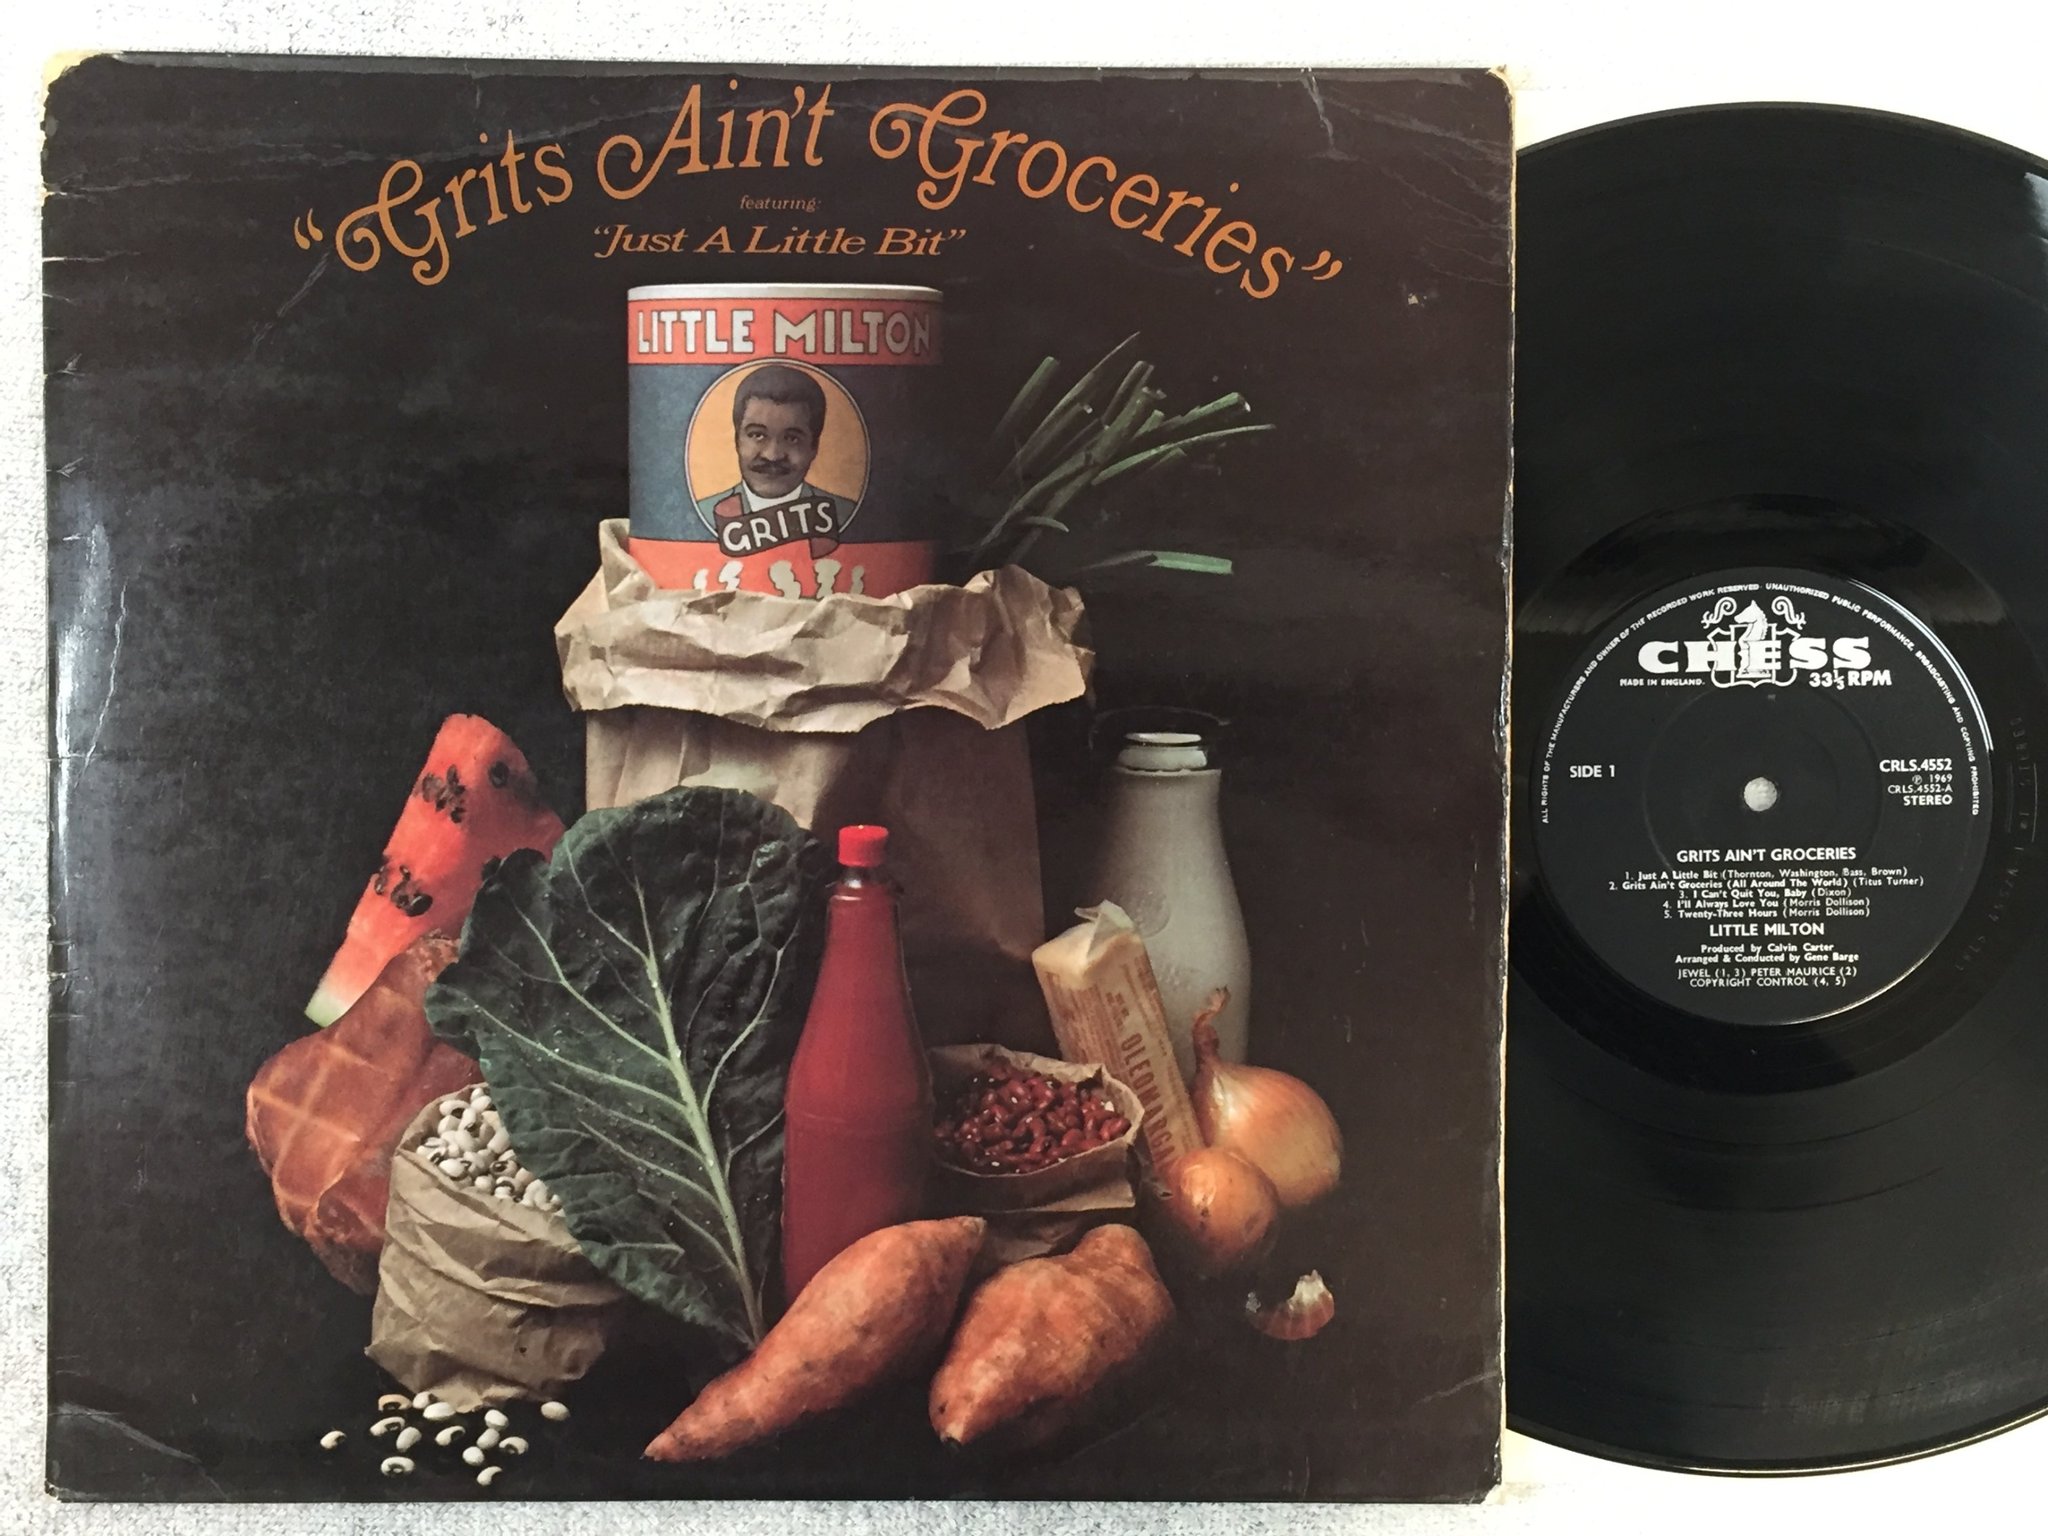 "Grits Ain't Groceries"
featuring:
"Just A Little Bit"
LITTLE MILTON
GRITS
OLEOMARGA
ALL RIGHTS OF THE MANUFACTURERS AND OWNER OF THE RECORDED WORK RESERVED · UNAUTHORIZED PUBLIC PERFORMANCE, BROADCASTING AND COPYING PROHIBITED
CHESS
MADE IN ENGLAND.
33⅓ RPM
SIDE 1
CRLS.4552
℗ 1969
CRLS.4552-A
STEREO
GRITS AIN'T GROCERIES
1. Just A Little Bit (Thornton, Washington, Bass, Brown)
2. Grits Ain't Groceries (All Around The World) (Titus Turner)
3. I Can't Quit You, Baby (Dixon)
4. I'll Always Love You (Morris Dollison)
5. Twenty-Three Hours (Morris Dollison)
LITTLE MILTON
Produced by Calvin Carter
Arranged & Conducted by Gene Barge
JEWEL (1, 3) PETER MAURICE (2)
COPYRIGHT CONTROL (4, 5)